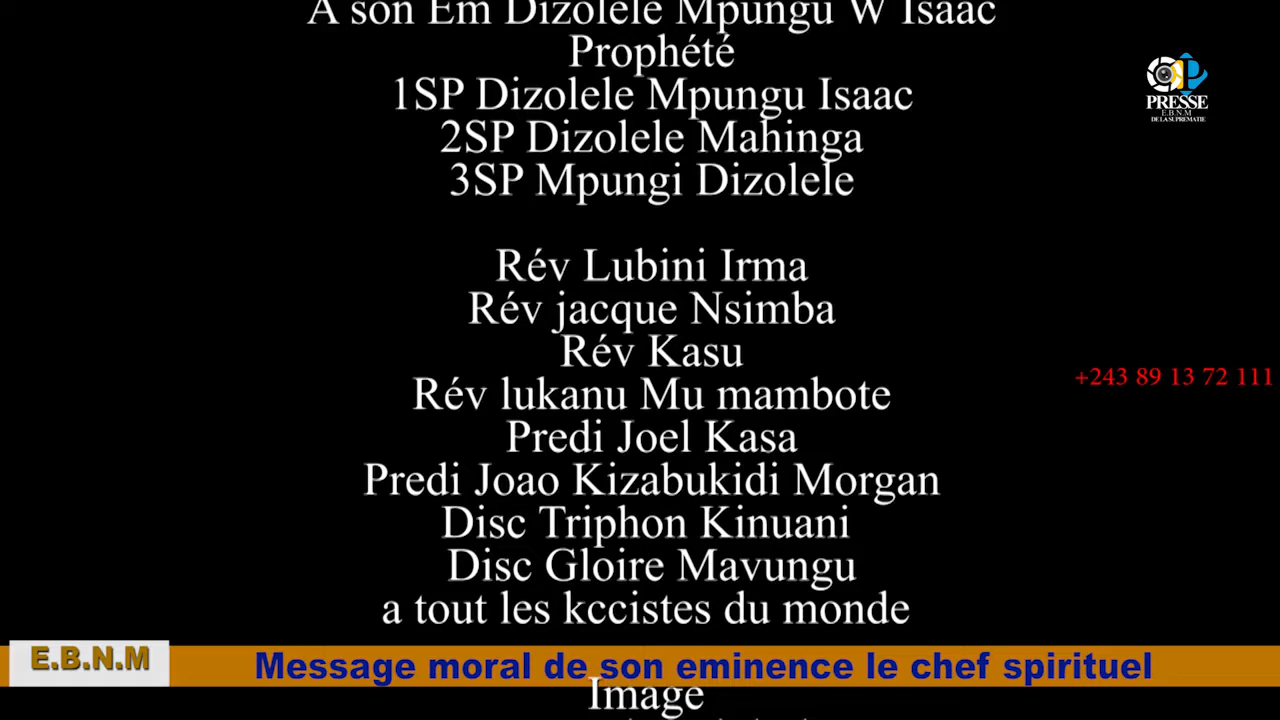 A son Em Dizolele Mpungu W Isaac
Prophété
1SP Dizolele Mpungu Isaac
2SP Dizolele Mahinga
3SP Mpungi Dizolele
Rév Lubini Irma
Rév jacque Nsimba
Rév Kasu
Rév lukanu Mu mambote
Predi Joel Kasa
Predi Joao Kizabukidi Morgan
Disc Triphon Kinuani
Disc Gloire Mavungu
a tout les kccistes du monde
Image
PRESSE
E.B.N.M
DE LA SUPREMATIE
+243 89 13 72 111
E.B.N.M
Message moral de son eminence le chef spirituel